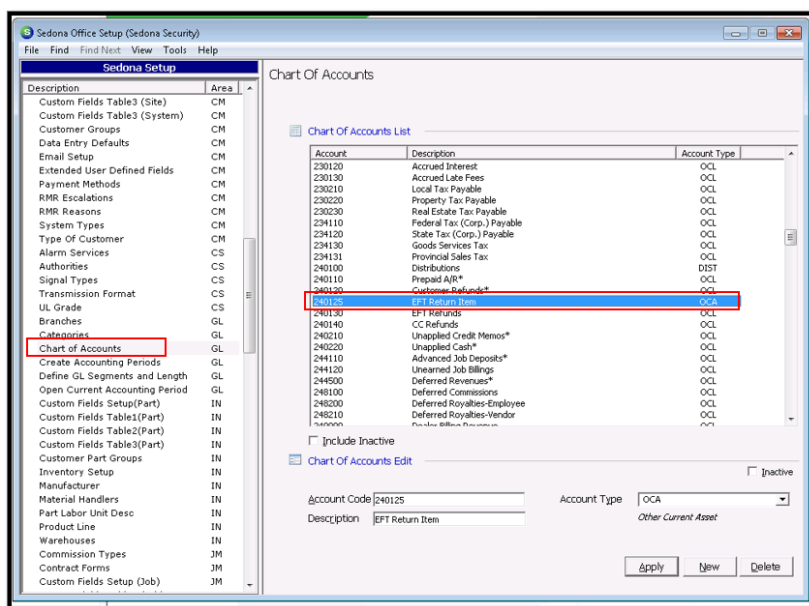 Sedona Office Setup (Sedona Security)
File Find Find Next View Tools Help
Sedona Setup
Description Area
Custom Fields Table3 (Site) CM
Custom Fields Table3 (System) CM
Customer Groups CM
Data Entry Defaults CM
Email Setup CM
Extended User Defined Fields CM
Payment Methods CM
RMR Escalations CM
RMR Reasons CM
System Types CM
Type Of Customer CM
Alarm Services CS
Authorities CS
Signal Types CS
Transmission Format CS
UL Grade CS
Branches GL
Categories GL
Chart of Accounts GL
Create Accounting Periods GL
Define GL Segments and Length GL
Open Current Accounting Period GL
Custom Fields Setup(Part) IN
Custom Fields Table1(Part) IN
Custom Fields Table2(Part) IN
Custom Fields Table3(Part) IN
Customer Part Groups IN
Inventory Setup IN
Manufacturer IN
Material Handlers IN
Part Labor Unit Desc IN
Product Line IN
Warehouses IN
Commission Types JM
Contract Forms JM
Custom Fields Setup (Job) JM
Chart Of Accounts
Chart Of Accounts List
Account Description Account Type
230120 Accrued Interest OCL
230130 Accrued Late Fees OCL
230210 Local Tax Payable OCL
230220 Property Tax Payable OCL
230230 Real Estate Tax Payable OCL
234110 Federal Tax (Corp.) Payable OCL
234120 State Tax (Corp.) Payable OCL
234130 Goods Services Tax OCL
234131 Provincial Sales Tax OCL
240100 Distributions DIST
240110 Prepaid A/R* OCL
240120 Customer Refunds* OCL
240125 EFT Return Item OCA
240130 EFT Refunds OCL
240140 CC Refunds OCL
240210 Unapplied Credit Memos* OCL
240220 Unapplied Cash* OCL
244110 Advanced Job Deposits* OCL
244120 Unearned Job Billings OCL
244500 Deferred Revenues* OCL
248100 Deferred Commissions OCL
248200 Deferred Royalties-Employee OCL
248210 Deferred Royalties-Vendor OCL
Include Inactive
Chart Of Accounts Edit
Inactive
Account Code 240125 Account Type OCA
Description EFT Return Item Other Current Asset
Apply New Delete